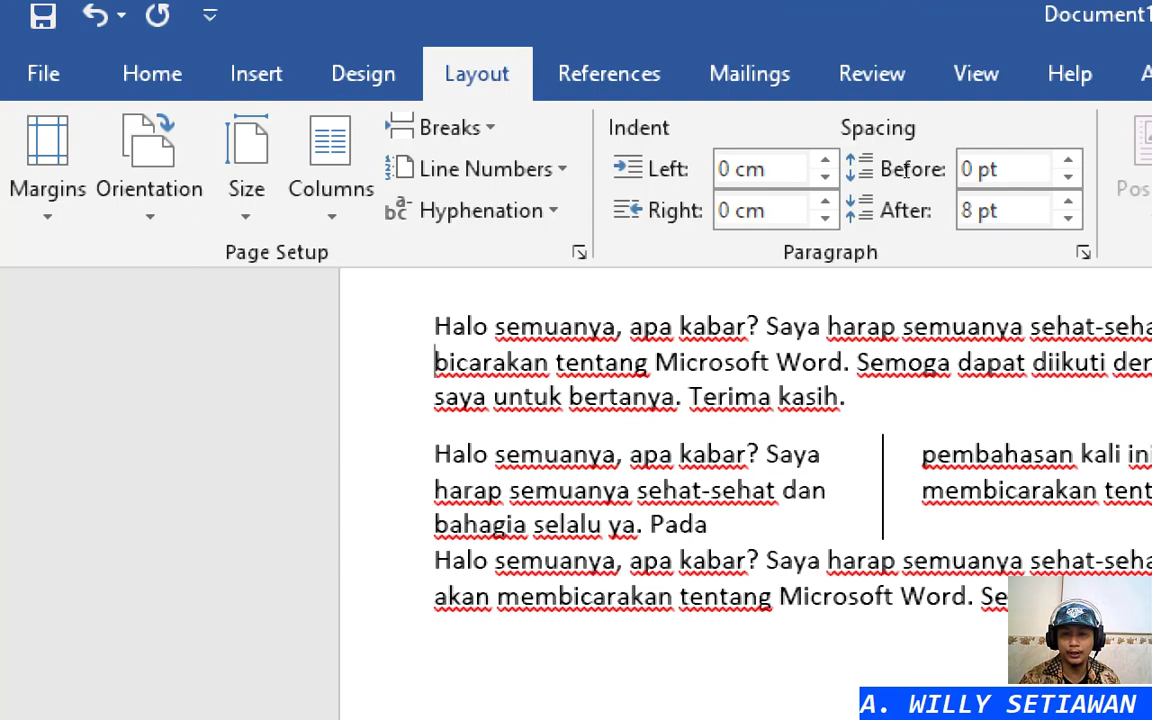 Document1
File Home Insert Design Layout References Mailings Review View Help
Margins Orientation Size Columns
Breaks
Line Numbers
Hyphenation
Page Setup
Indent
Left: 0 cm
Right: 0 cm
Spacing
Before: 0 pt
After: 8 pt
Paragraph
Halo semuanya, apa kabar? Saya harap semuanya sehat-seha
bicarakan tentang Microsoft Word. Semoga dapat diikuti
saya untuk bertanya. Terima kasih.
Halo semuanya, apa kabar? Saya
harap semuanya sehat-sehat dan
bahagia selalu ya. Pada
pembahasan kali ini
membicarakan tent
Halo semuanya, apa kabar? Saya harap semuanya sehat-seha
akan membicarakan tentang Microsoft Word. Se
A. WILLY SETIAWAN